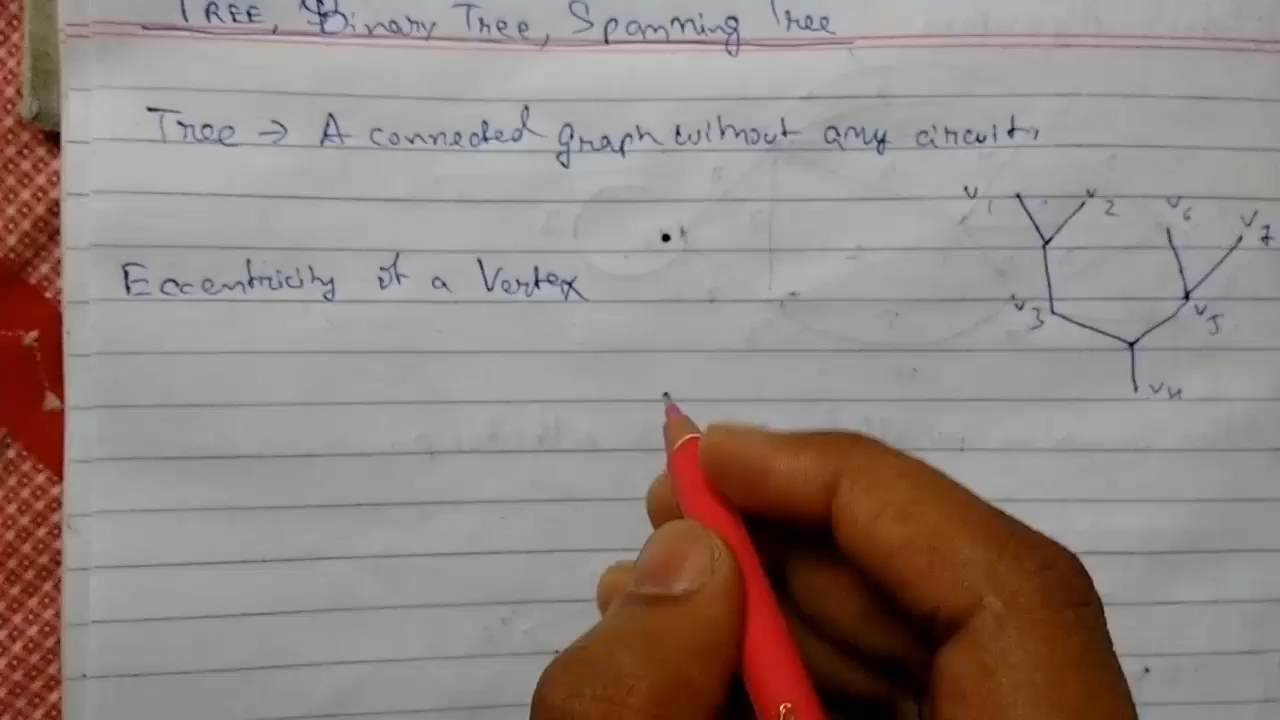 TREE, Binary Tree, Spanning Tree
Tree → A connected graph without any circuit.
V1 V2 V6 V7
Eccentricity of a Vertex
V3 V5
V4